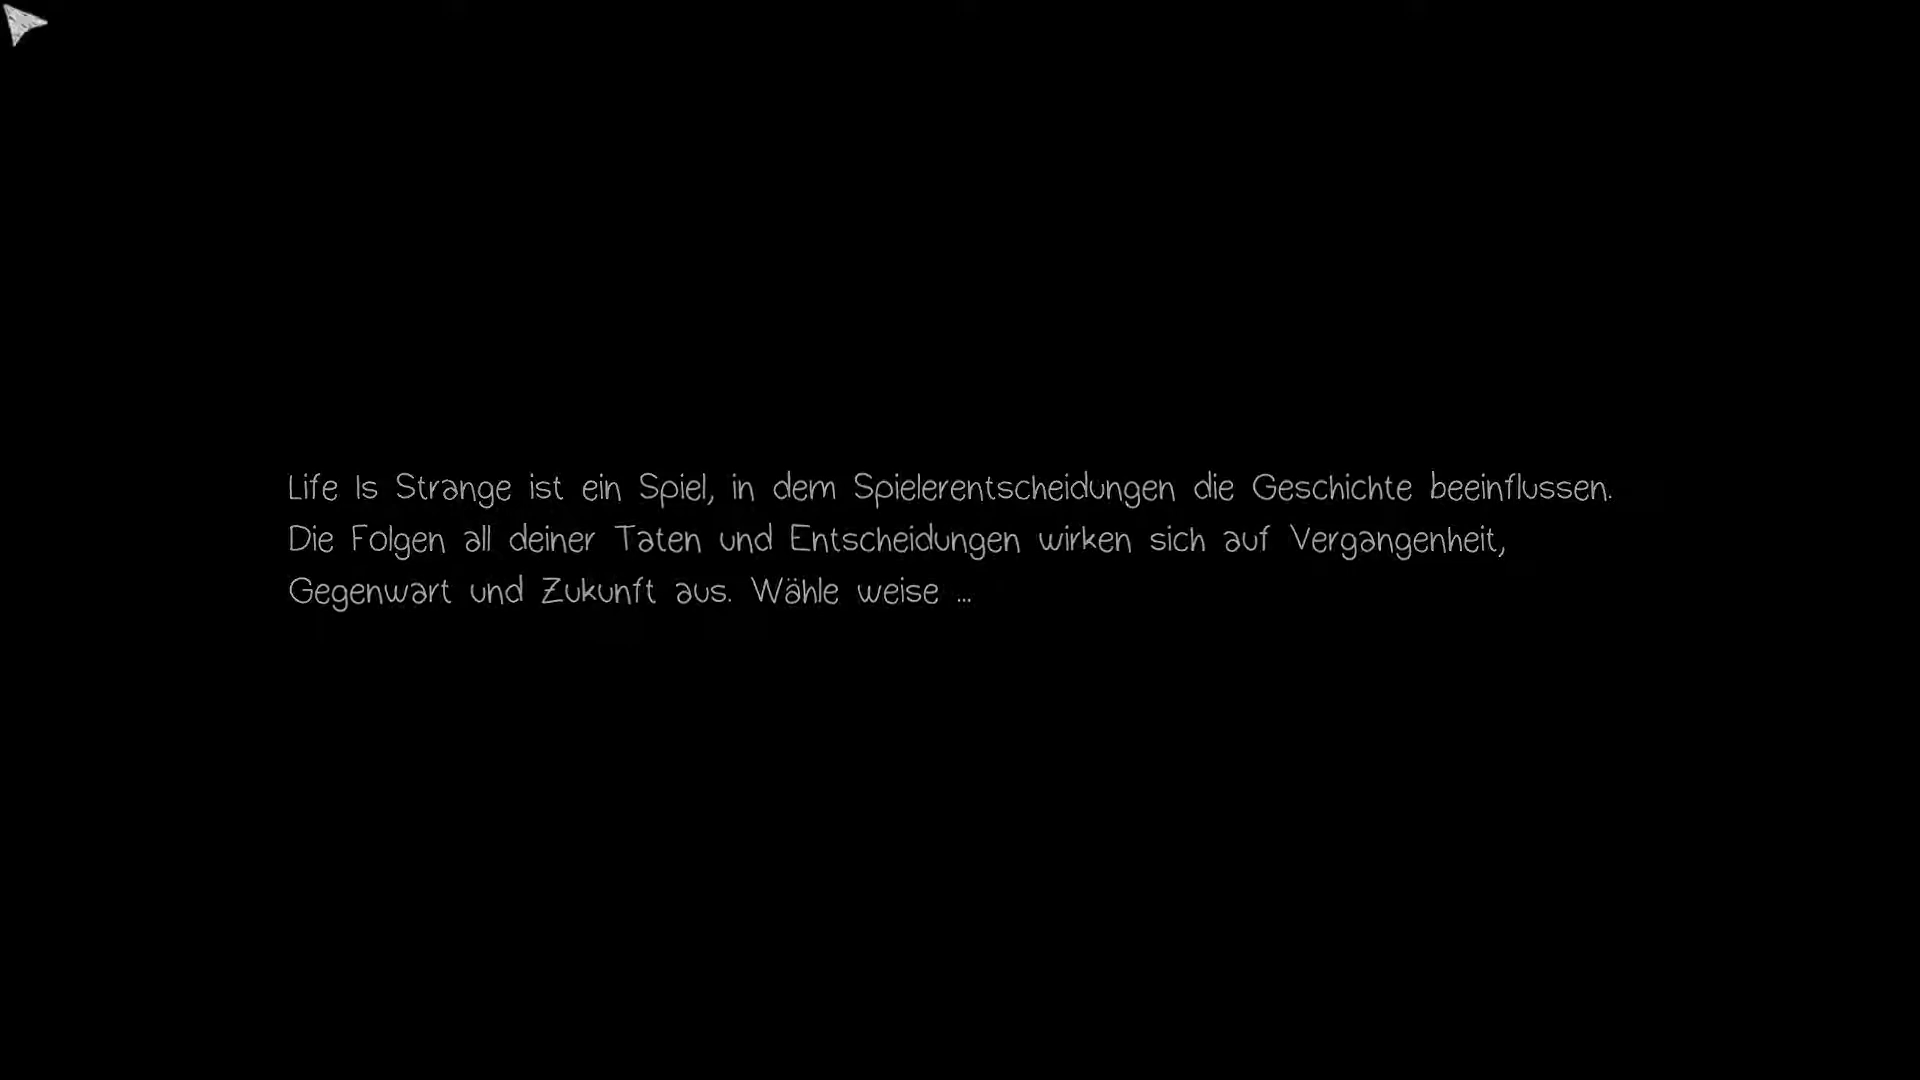 Life Is Strange ist ein Spiel, in dem Spielerentscheidungen die Geschichte beeinflussen.
Die Folgen all deiner Taten und Entscheidungen wirken sich auf Vergangenheit,
Gegenwart und Zukunft aus. Wähle weise ...